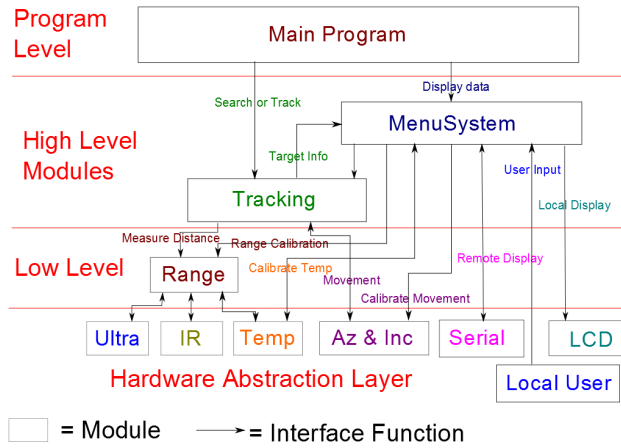 Program
Level
Main Program
Search or Track
Display data
High Level
Modules
MenuSystem
Target Info
User Input
Tracking
Local Display
Measure Distance
Range Calibration
Low Level
Range
Calibrate Temp
Movement
Remote Display
Calibrate Movement
Ultra
IR
Temp
Az & Inc
Serial
LCD
Hardware Abstraction Layer
Local User
= Module
= Interface Function